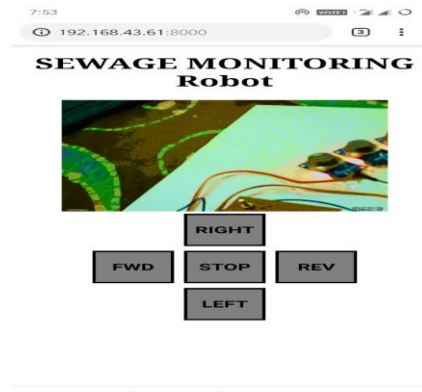 7:53
192.168.43.61:8000
3
SEWAGE MONITORING
Robot
RIGHT
FWD STOP REV
LEFT